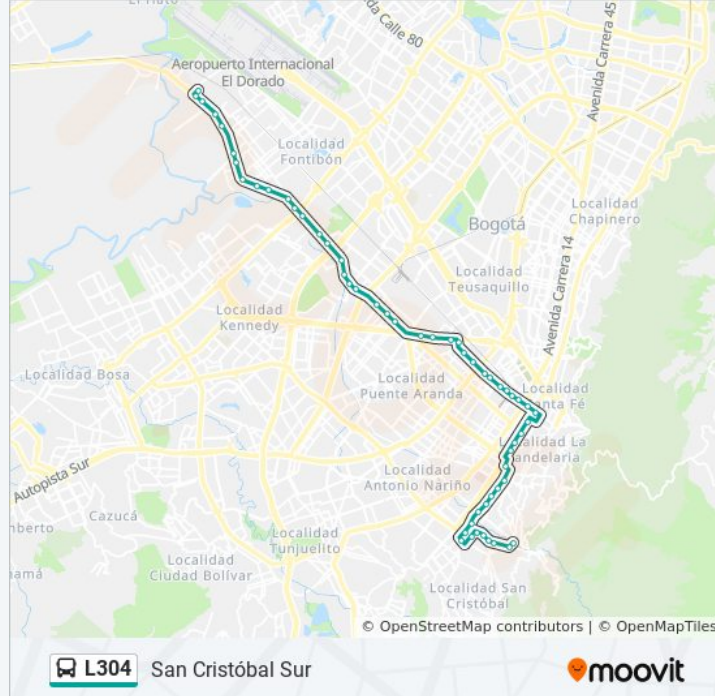 Avenida Calle 80
Avenida Carrera 45
Aeropuerto Internacional
El Dorado
Localidad
Fontibón
Localidad
Chapinero
Bogotá
Localidad
Teusaquillo
Avenida Carrera 14
Localidad
Kennedy
Localidad Bosa
Localidad
Puente Aranda
Localidad
Santa Fé
Localidad La
Candelaria
Autopista Sur
Localidad
Antonio Nariño
Cazucá
Localidad
Tunjuelito
Localidad
Ciudad Bolívar
Localidad San
Cristóbal
© OpenStreetMap contributors | © OpenMapTiles
L304 San Cristóbal Sur
moovit